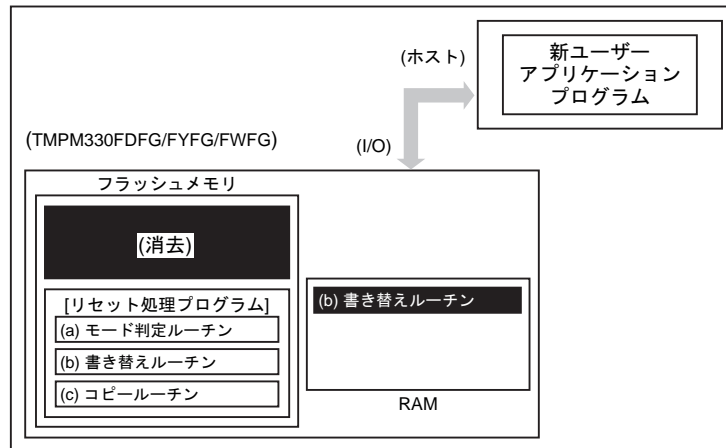 (ホスト)
新ユーザー
アプリケーション
プログラム
(TMPM330FDFG/FYFG/FWFG)
(I/O)
フラッシュメモリ
(消去)
[リセット処理プログラム]
(a) モード判定ルーチン
(b) 書き替えルーチン
(c) コピールーチン
(b) 書き替えルーチン
RAM